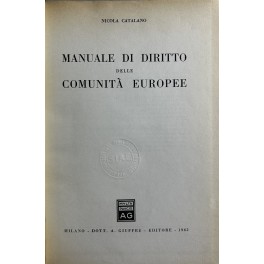 NICOLA CATALANO
MANUALE DI DIRITTO
DELLE
COMUNITÀ EUROPEE
AG
MILANO - DOTT. A. GIUFFRÈ - EDITORE